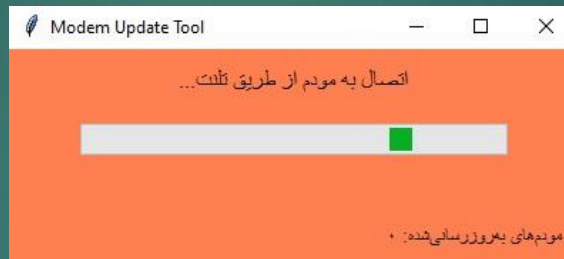 Modem Update Tool
اتصال به مودم از طریق تلنت...
مودم‌های به‌روزرسانی‌شده: ۰